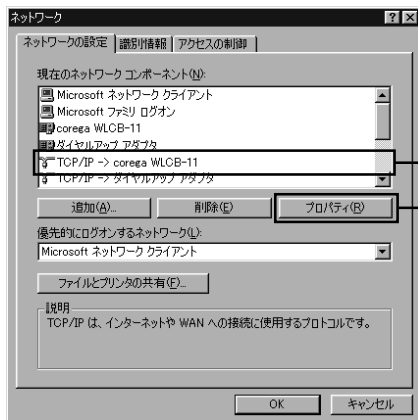 ネットワーク
ネットワークの設定 識別情報 アクセスの制御
現在のネットワーク コンポーネント(N):
Microsoft ネットワーク クライアント
Microsoft ファミリ ログオン
corega WLCB-11
ダイヤルアップ アダプタ
TCP/IP -> corega WLCB-11
TCP/IP -> ダイヤルアップ アダプタ
追加(A)... 削除(E) プロパティ(R)
優先的にログオンするネットワーク(L):
Microsoft ネットワーク クライアント
ファイルとプリンタの共有(F)...
説明
TCP/IP は、インターネットや WAN への接続に使用するプロトコルです。
OK キャンセル